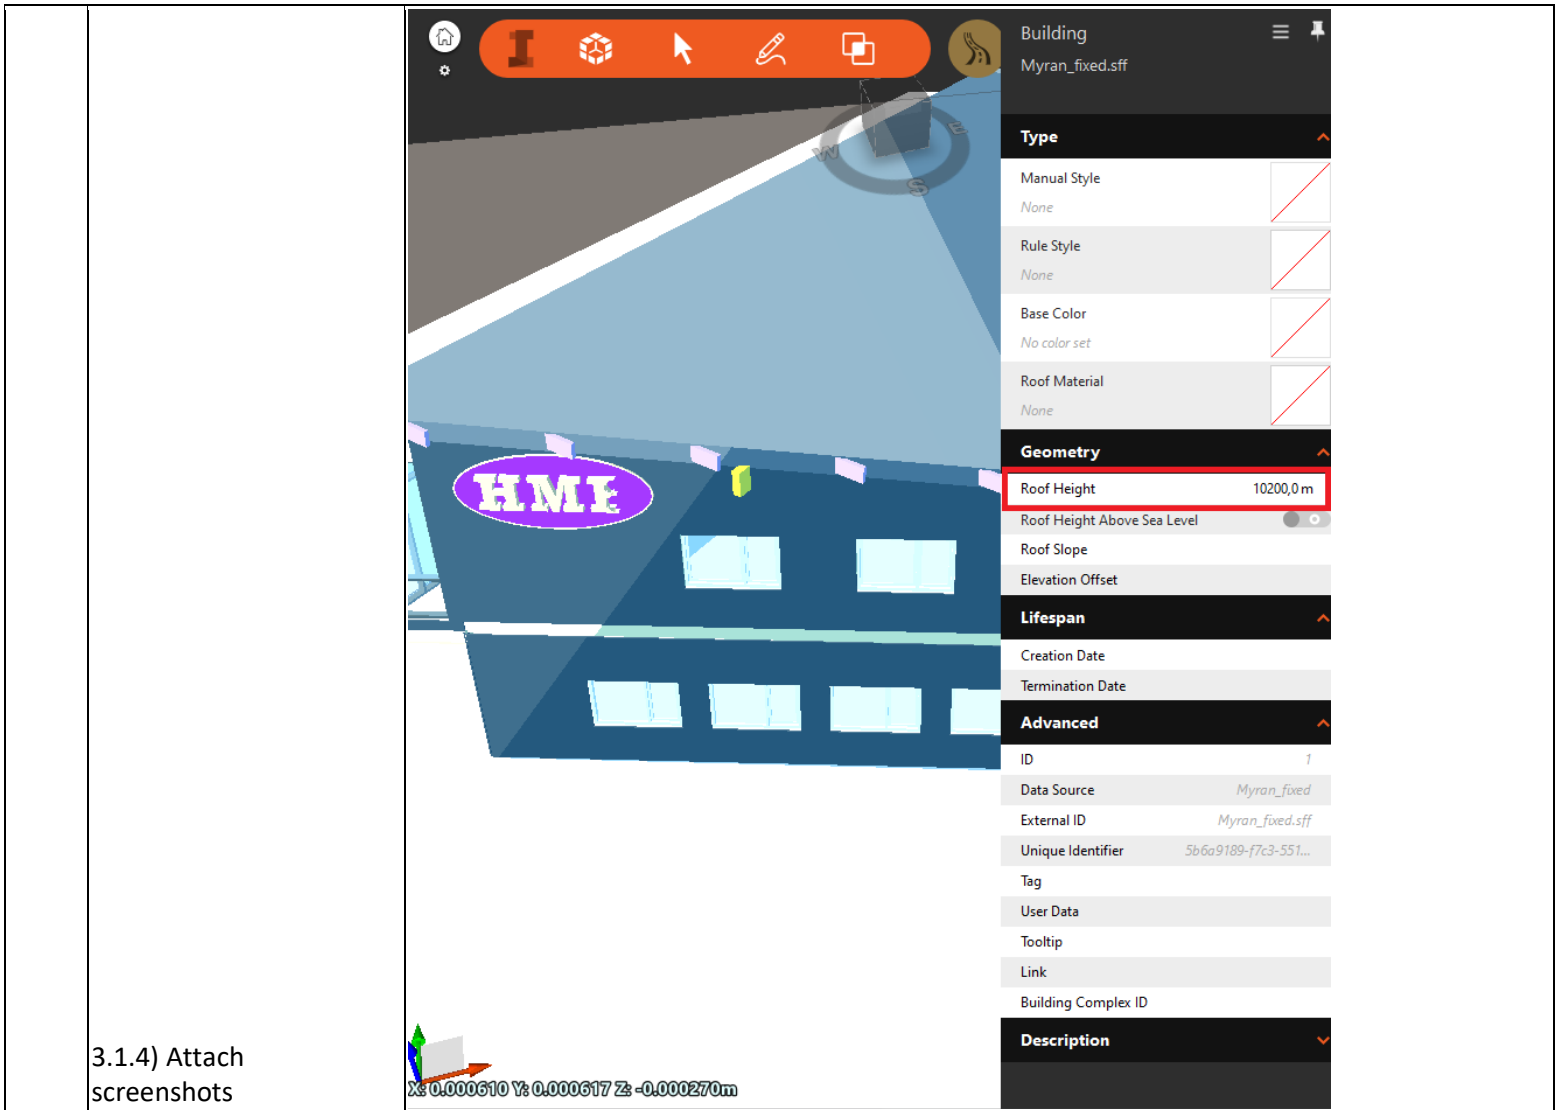 Building
Myran_fixed.sff
Type
Manual Style
None
Rule Style
None
Base Color
No color set
Roof Material
None
Geometry
Roof Height 10200,0 m
Roof Height Above Sea Level
Roof Slope
Elevation Offset
Lifespan
Creation Date
Termination Date
Advanced
ID 1
Data Source Myran_fixed
External ID Myran_fixed.sff
Unique Identifier 5b6a9189-f7c3-551...
Tag
User Data
Tooltip
Link
Building Complex ID
Description
W
E
S
HMF
X: 0.000610 Y: 0.000617 Z: -0.000270m
3.1.4) Attach
screenshots